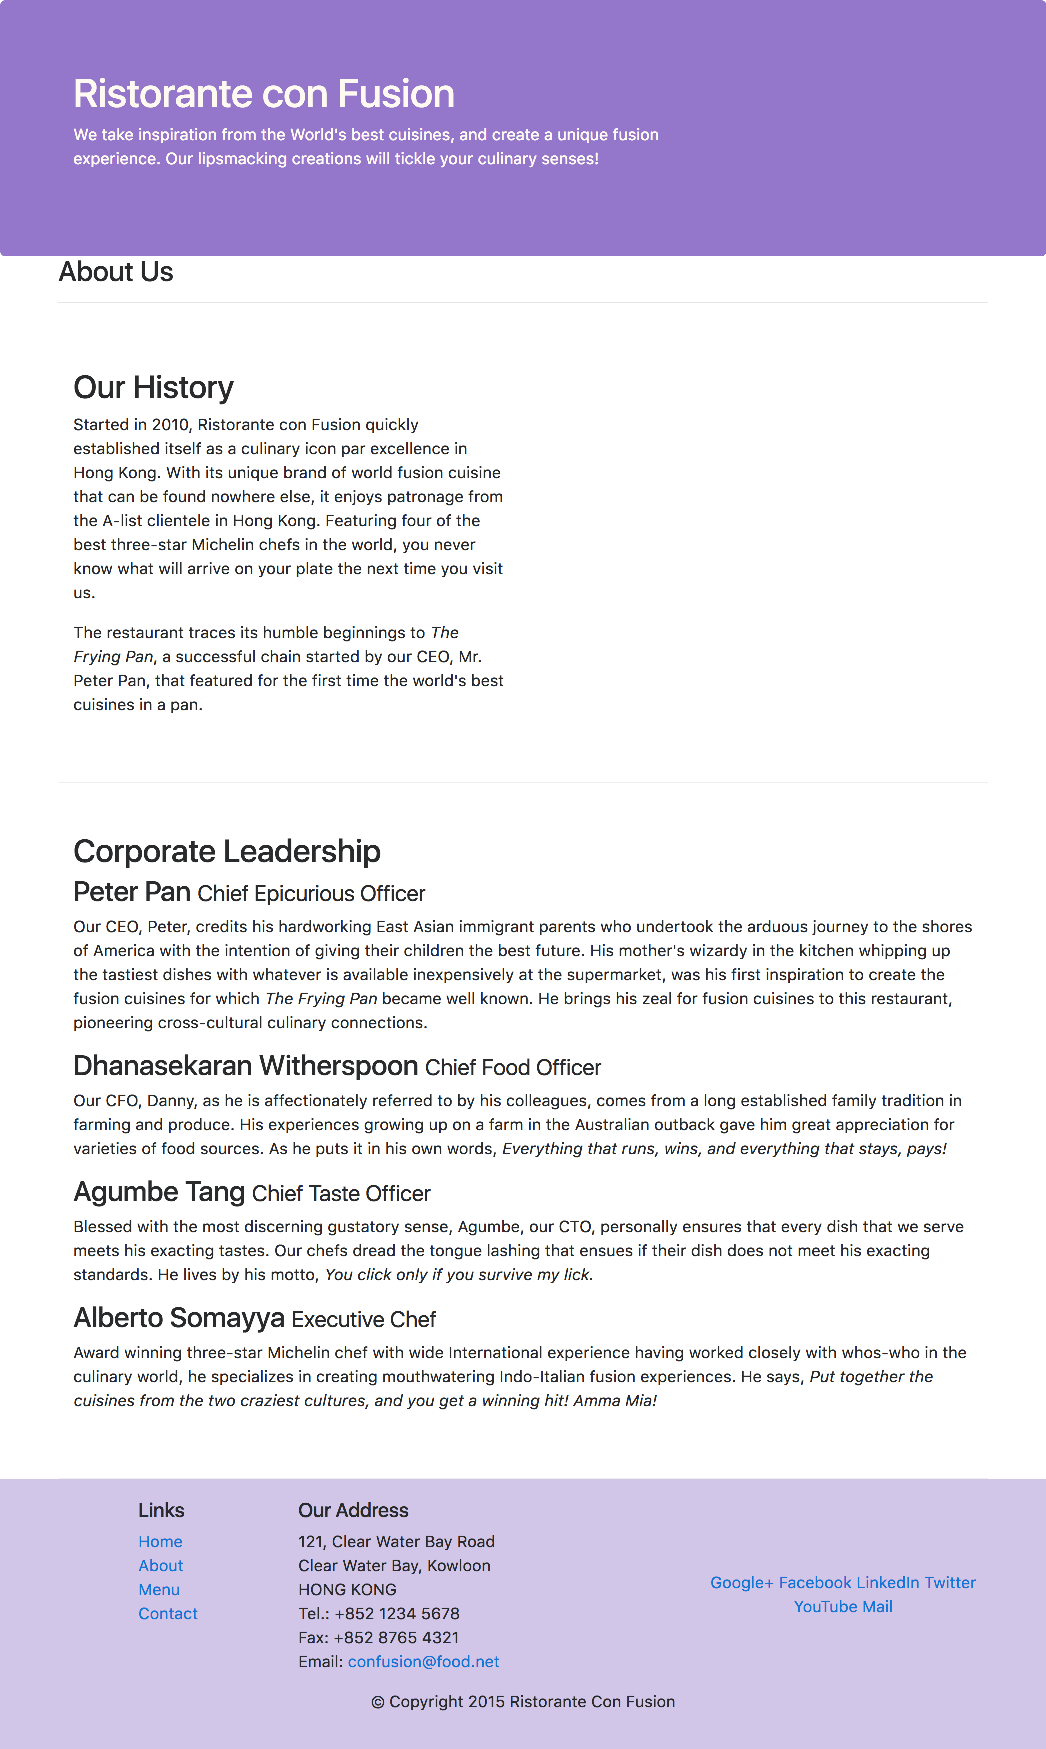 Ristorante con Fusion
We take inspiration from the World's best cuisines, and create a unique fusion
experience. Our lipsmacking creations will tickle your culinary senses!
About Us
Our History
Started in 2010, Ristorante con Fusion quickly
established itself as a culinary icon par excellence in
Hong Kong. With its unique brand of world fusion cuisine
that can be found nowhere else, it enjoys patronage from
the A-list clientele in Hong Kong. Featuring four of the
best three-star Michelin chefs in the world, you never
know what will arrive on your plate the next time you visit
us.
The restaurant traces its humble beginnings to The
Frying Pan, a successful chain started by our CEO, Mr.
Peter Pan, that featured for the first time the world's best
cuisines in a pan.
Corporate Leadership
Peter Pan Chief Epicurious Officer
Our CEO, Peter, credits his hardworking East Asian immigrant parents who undertook the arduous journey to the shores
of America with the intention of giving their children the best future. His mother's wizardy in the kitchen whipping up
the tastiest dishes with whatever is available inexpensively at the supermarket, was his first inspiration to create the
fusion cuisines for which The Frying Pan became well known. He brings his zeal for fusion cuisines to this restaurant,
pioneering cross-cultural culinary connections.
Dhanasekaran Witherspoon Chief Food Officer
Our CFO, Danny, as he is affectionately referred to by his colleagues, comes from a long established family tradition in
farming and produce. His experiences growing up on a farm in the Australian outback gave him great appreciation for
varieties of food sources. As he puts it in his own words, Everything that runs, wins, and everything that stays, pays!
Agumbe Tang Chief Taste Officer
Blessed with the most discerning gustatory sense, Agumbe, our CTO, personally ensures that every dish that we serve
meets his exacting tastes. Our chefs dread the tongue lashing that ensues if their dish does not meet his exacting
standards. He lives by his motto, You click only if you survive my lick.
Alberto Somayya Executive Chef
Award winning three-star Michelin chef with wide International experience having worked closely with whos-who in the
culinary world, he specializes in creating mouthwatering Indo-Italian fusion experiences. He says, Put together the
cuisines from the two craziest cultures, and you get a winning hit! Amma Mia!
Links
Home
About
Menu
Contact
Our Address
121, Clear Water Bay Road
Clear Water Bay, Kowloon
HONG KONG
Tel.: +852 1234 5678
Fax: +852 8765 4321
Email: confusion@food.net
Google+ Facebook LinkedIn Twitter
YouTube Mail
© Copyright 2015 Ristorante Con Fusion